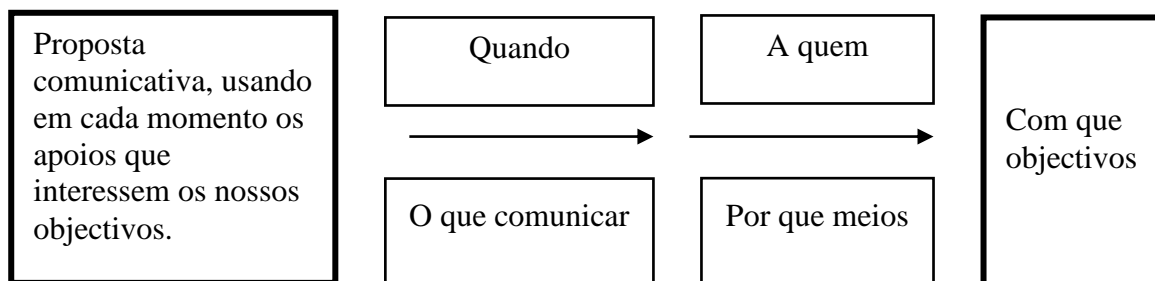 Proposta
comunicativa, usando
em cada momento os
apoios que
interessem os nossos
objectivos.
Quando
A quem
O que comunicar
Por que meios
Com que
objectivos